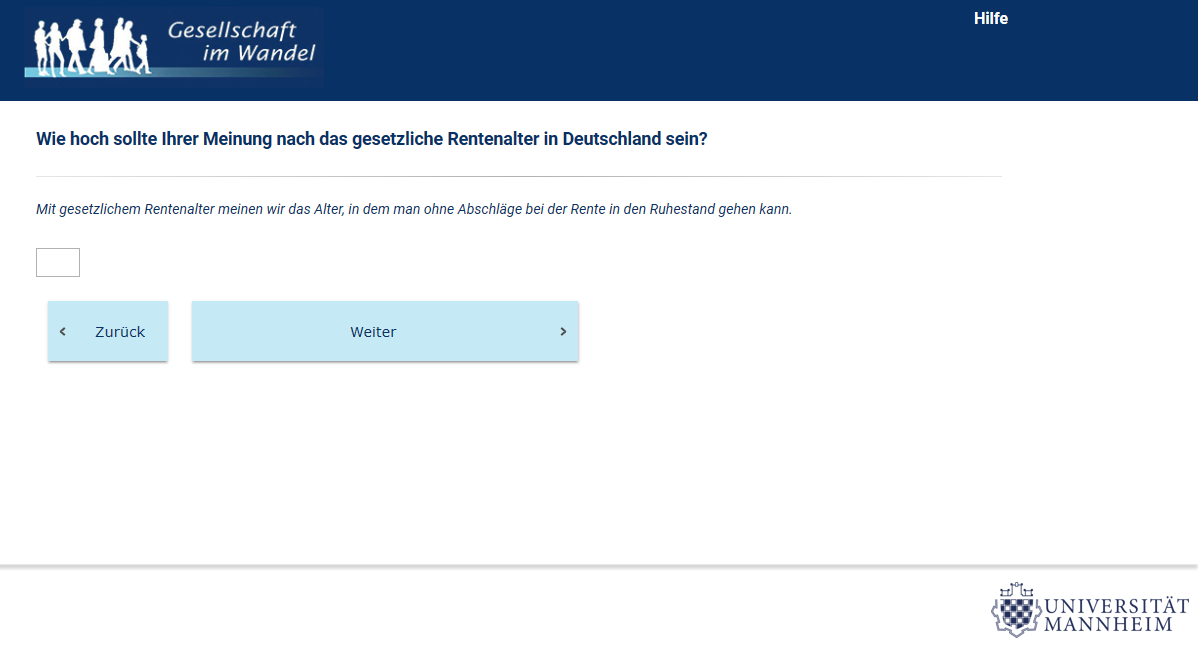 Gesellschaft
im Wandel
Hilfe
Wie hoch sollte Ihrer Meinung nach das gesetzliche Rentenalter in Deutschland sein?
Mit gesetzlichem Rentenalter meinen wir das Alter, in dem man ohne Abschläge bei der Rente in den Ruhestand gehen kann.
Zurück
Weiter
UNIVERSITÄT
MANNHEIM